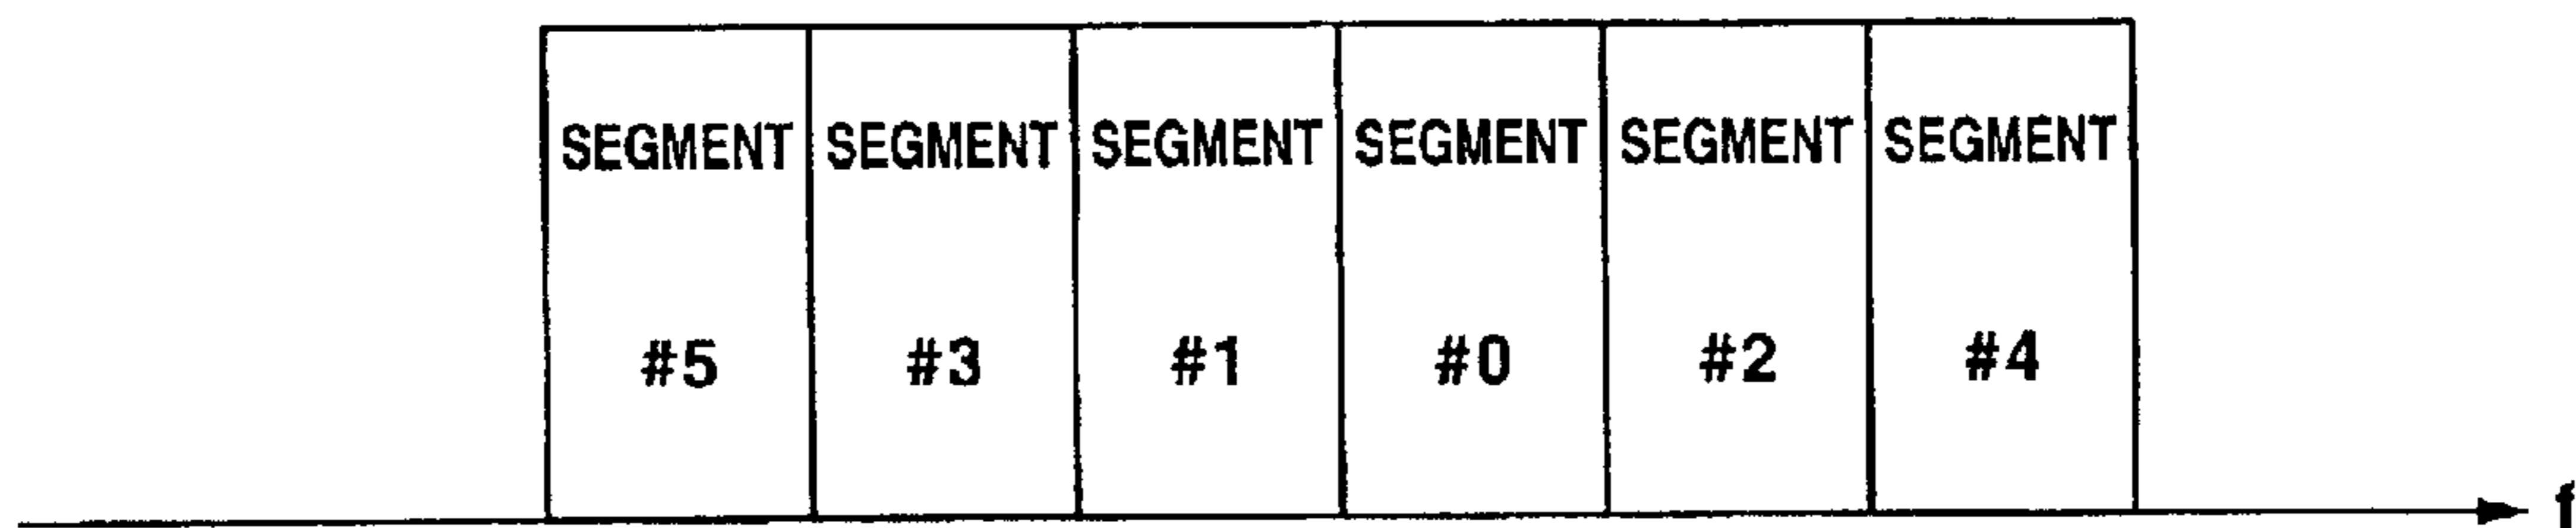 SEGMENT SEGMENT SEGMENT SEGMENT SEGMENT SEGMENT
#5 #3 #1 #0 #2 #4
f